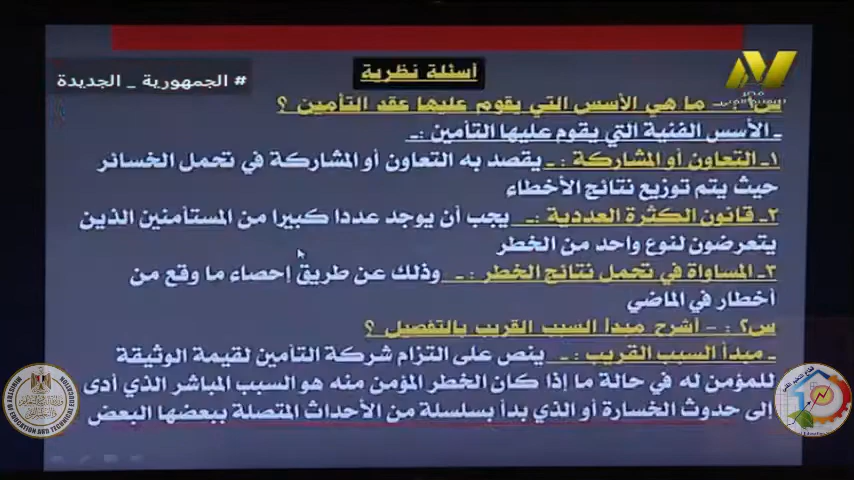 أسئلة نظرية
# الجمهورية _ الجديدة
س١ :- ما هي الأسس التي يقوم عليها عقد التأمين ؟
ـ الأسس الفنية التي يقوم عليها التأمين :ـ
١ـ التعاون أو المشاركة :ـ يقصد به التعاون أو المشاركة في تحمل الخسائر
حيث يتم توزيع نتائج الأخطاء
٢ـ قانون الكثرة العددية :ـ يجب أن يوجد عددا كبيرا من المستأمنين الذين
يتعرضون لنوع واحد من الخطر
٣ـ المساواة في تحمل نتائج الخطر :ـ وذلك عن طريق إحصاء ما وقع من
أخطار في الماضي
س٢ :- أشرح مبدأ السبب القريب بالتفصيل ؟
ـ مبدأ السبب القريب :ـ ينص على التزام شركة التأمين لقيمة الوثيقة
للمؤمن له في حالة ما إذا كان الخطر المؤمن منه هو السبب المباشر الذي أدى
إلى حدوث الخسارة أو الذي بدأ بسلسلة من الأحداث المتصلة ببعضها البعض